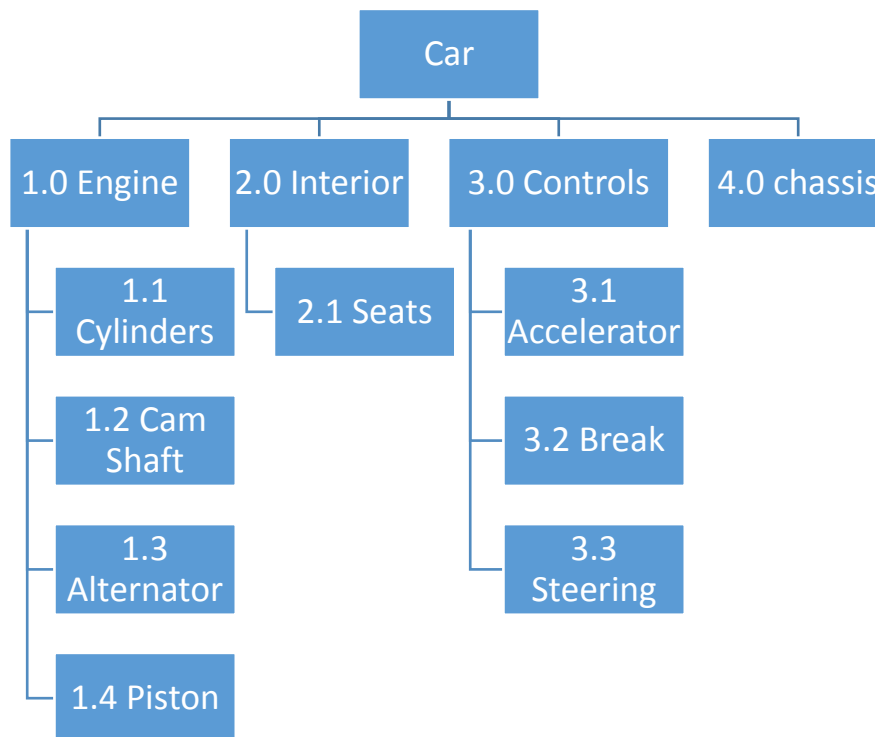 Car
1.0 Engine
2.0 Interior
3.0 Controls
4.0 chassis
1.1
Cylinders
2.1 Seats
3.1
Accelerator
1.2 Cam
Shaft
3.2 Break
1.3
Alternator
3.3
Steering
1.4 Piston